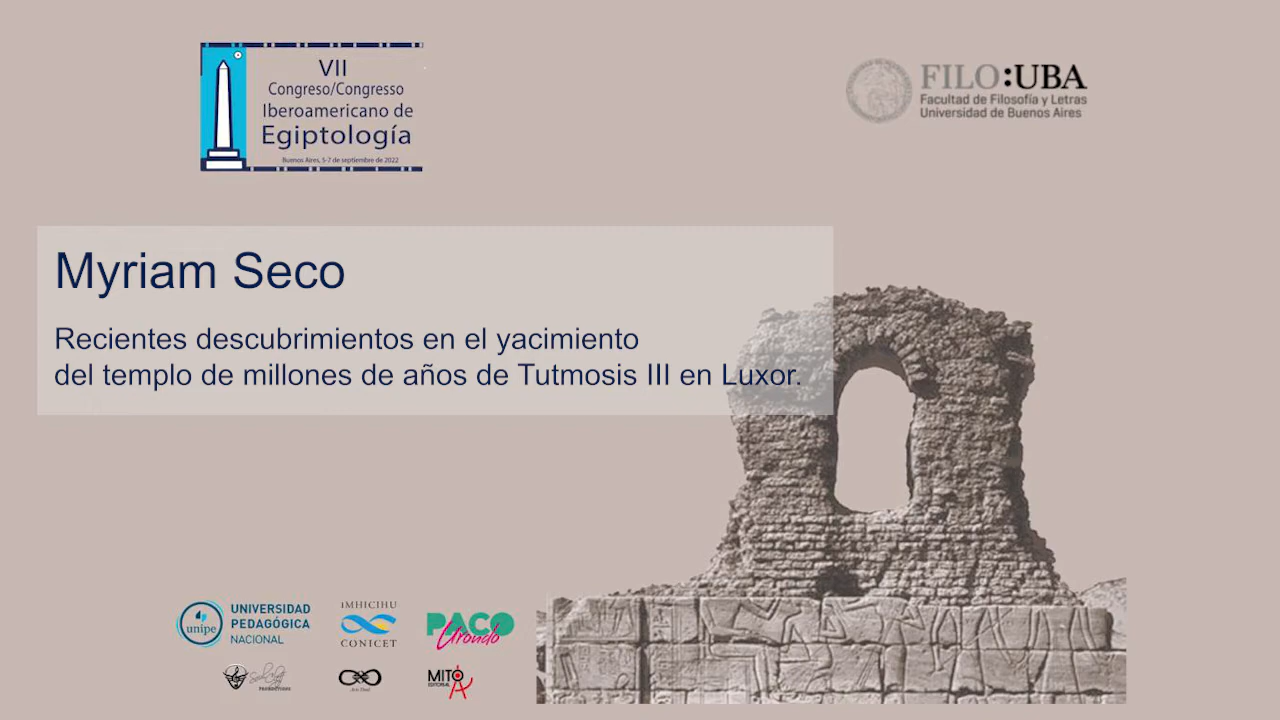 VII
Congreso/Congresso
Iberoamericano de
Egiptología
Buenos Aires, 5-7 de septiembre de 2022
FILO:UBA
Facultad de Filosofía y Letras
Universidad de Buenos Aires
Myriam Seco
Recientes descubrimientos en el yacimiento
del templo de millones de años de Tutmosis III en Luxor.
unipe
UNIVERSIDAD
PEDAGÓGICA
NACIONAL
IMHICIHU
CONICET
PACO
Urondo
MITO
EDITORIAL